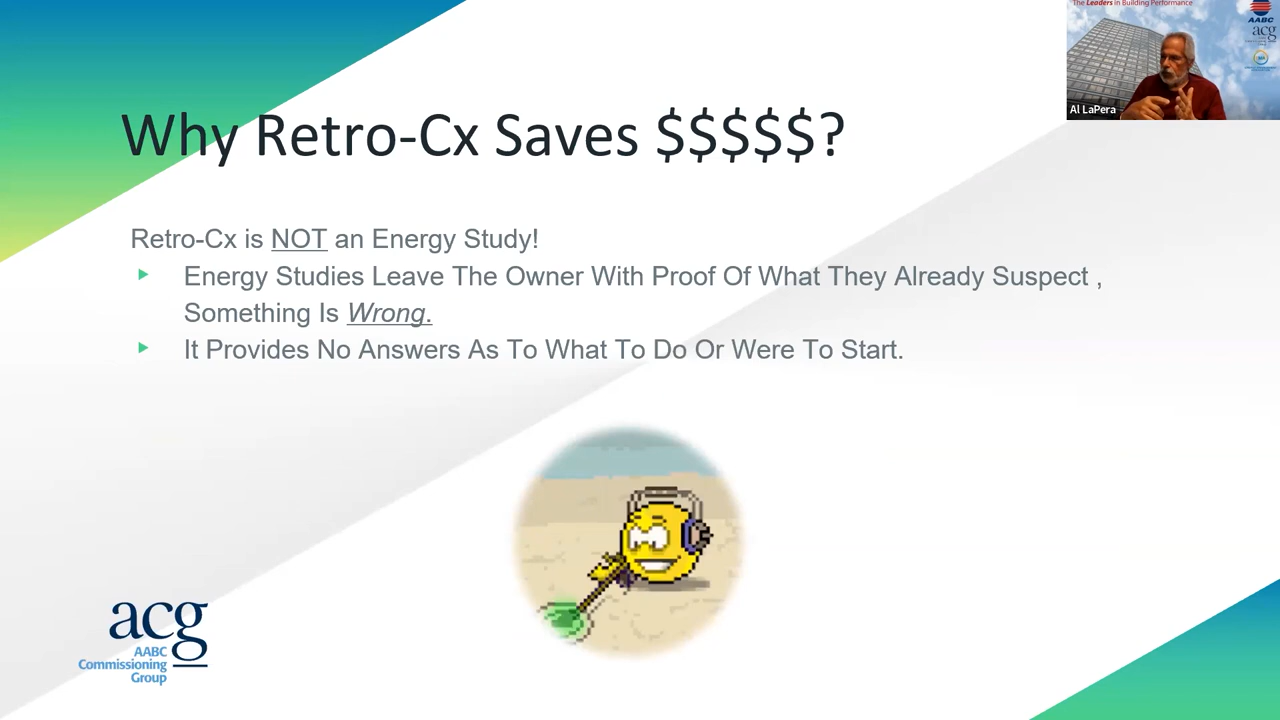 The Leaders in Building Performance
AABC
acg
Al LaPera
Why Retro-Cx Saves $$$$$?
Retro-Cx is NOT an Energy Study!
Energy Studies Leave The Owner With Proof Of What They Already Suspect ,
Something Is Wrong.
It Provides No Answers As To What To Do Or Were To Start.
acg
AABC
Commissioning
Group